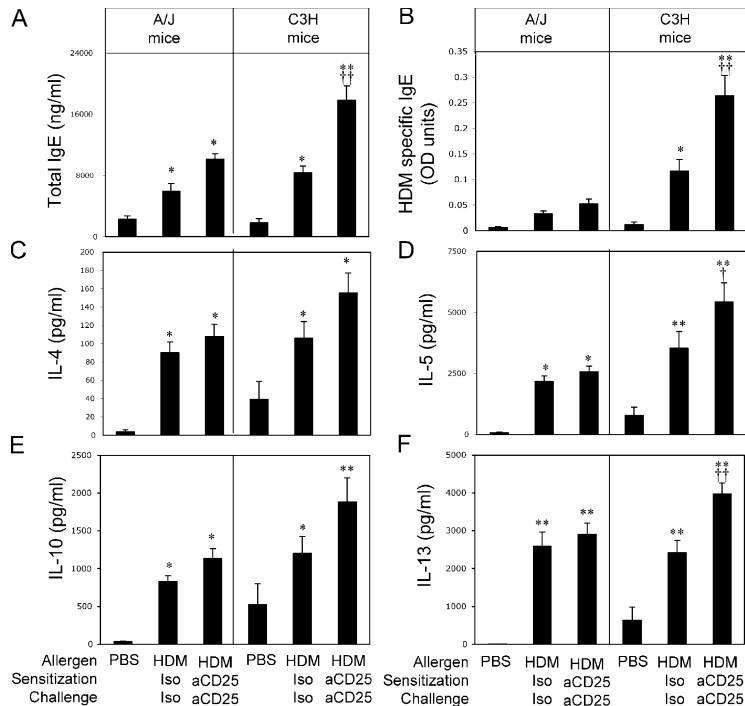 A
A/J
mice
C3H
mice
Total IgE (ng/ml)
24000
16000
8000
0
*
*
*
**
††
B
A/J
mice
C3H
mice
HDM specific IgE
(OD units)
0.35
0.3
0.25
0.2
0.15
0.1
0.05
0
*
**
††
C
IL-4
(pg/ml)
200
180
160
140
120
100
80
60
40
20
0
*
*
*
*
D
IL-5
(pg/ml)
7500
5000
2500
0
*
*
**
**
†
E
IL-10
(pg/ml)
2000
1500
1000
500
0
*
*
*
**
F
IL-13
(pg/ml)
5000
4000
3000
2000
1000
0
**
**
**
**
††
Allergen PBS HDM HDM PBS HDM HDM
Sensitization Iso aCD25 Iso aCD25
Challenge Iso aCD25 Iso aCD25
Allergen PBS HDM HDM PBS HDM HDM
Sensitization Iso aCD25 Iso aCD25
Challenge Iso aCD25 Iso aCD25